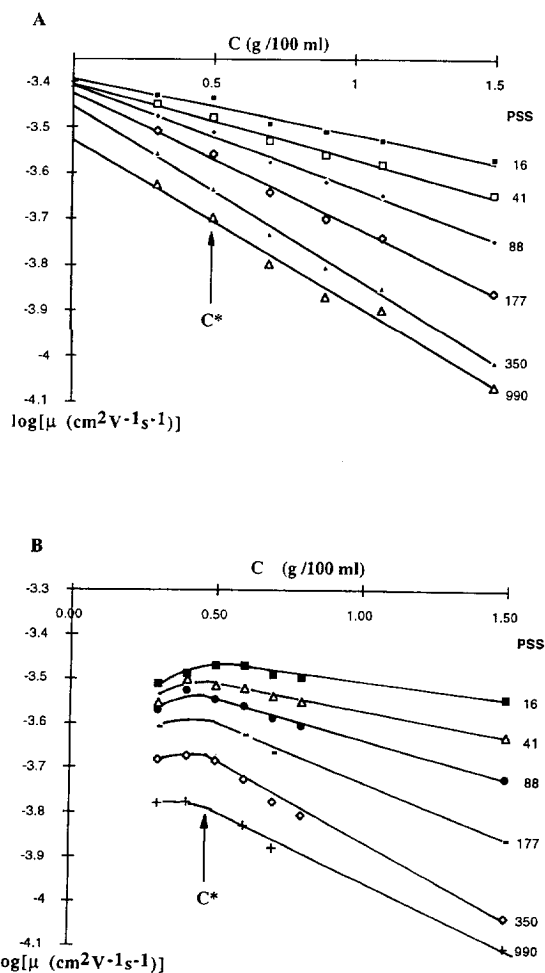 A
C (g /100 ml)
0.5 1 1.5
-3.4
-3.5
-3.6
-3.7
-3.8
-3.9
-4
-4.1
PSS
16
41
88
177
350
990
C*
log[µ (cm2V-1s-1)]
B
C (g /100 ml)
0.00 0.50 1.00 1.50
-3.3
-3.4
-3.5
-3.6
-3.7
-3.8
-3.9
-4
-4.1
PSS
16
41
88
177
350
990
C*
og[µ (cm2V-1s-1)]